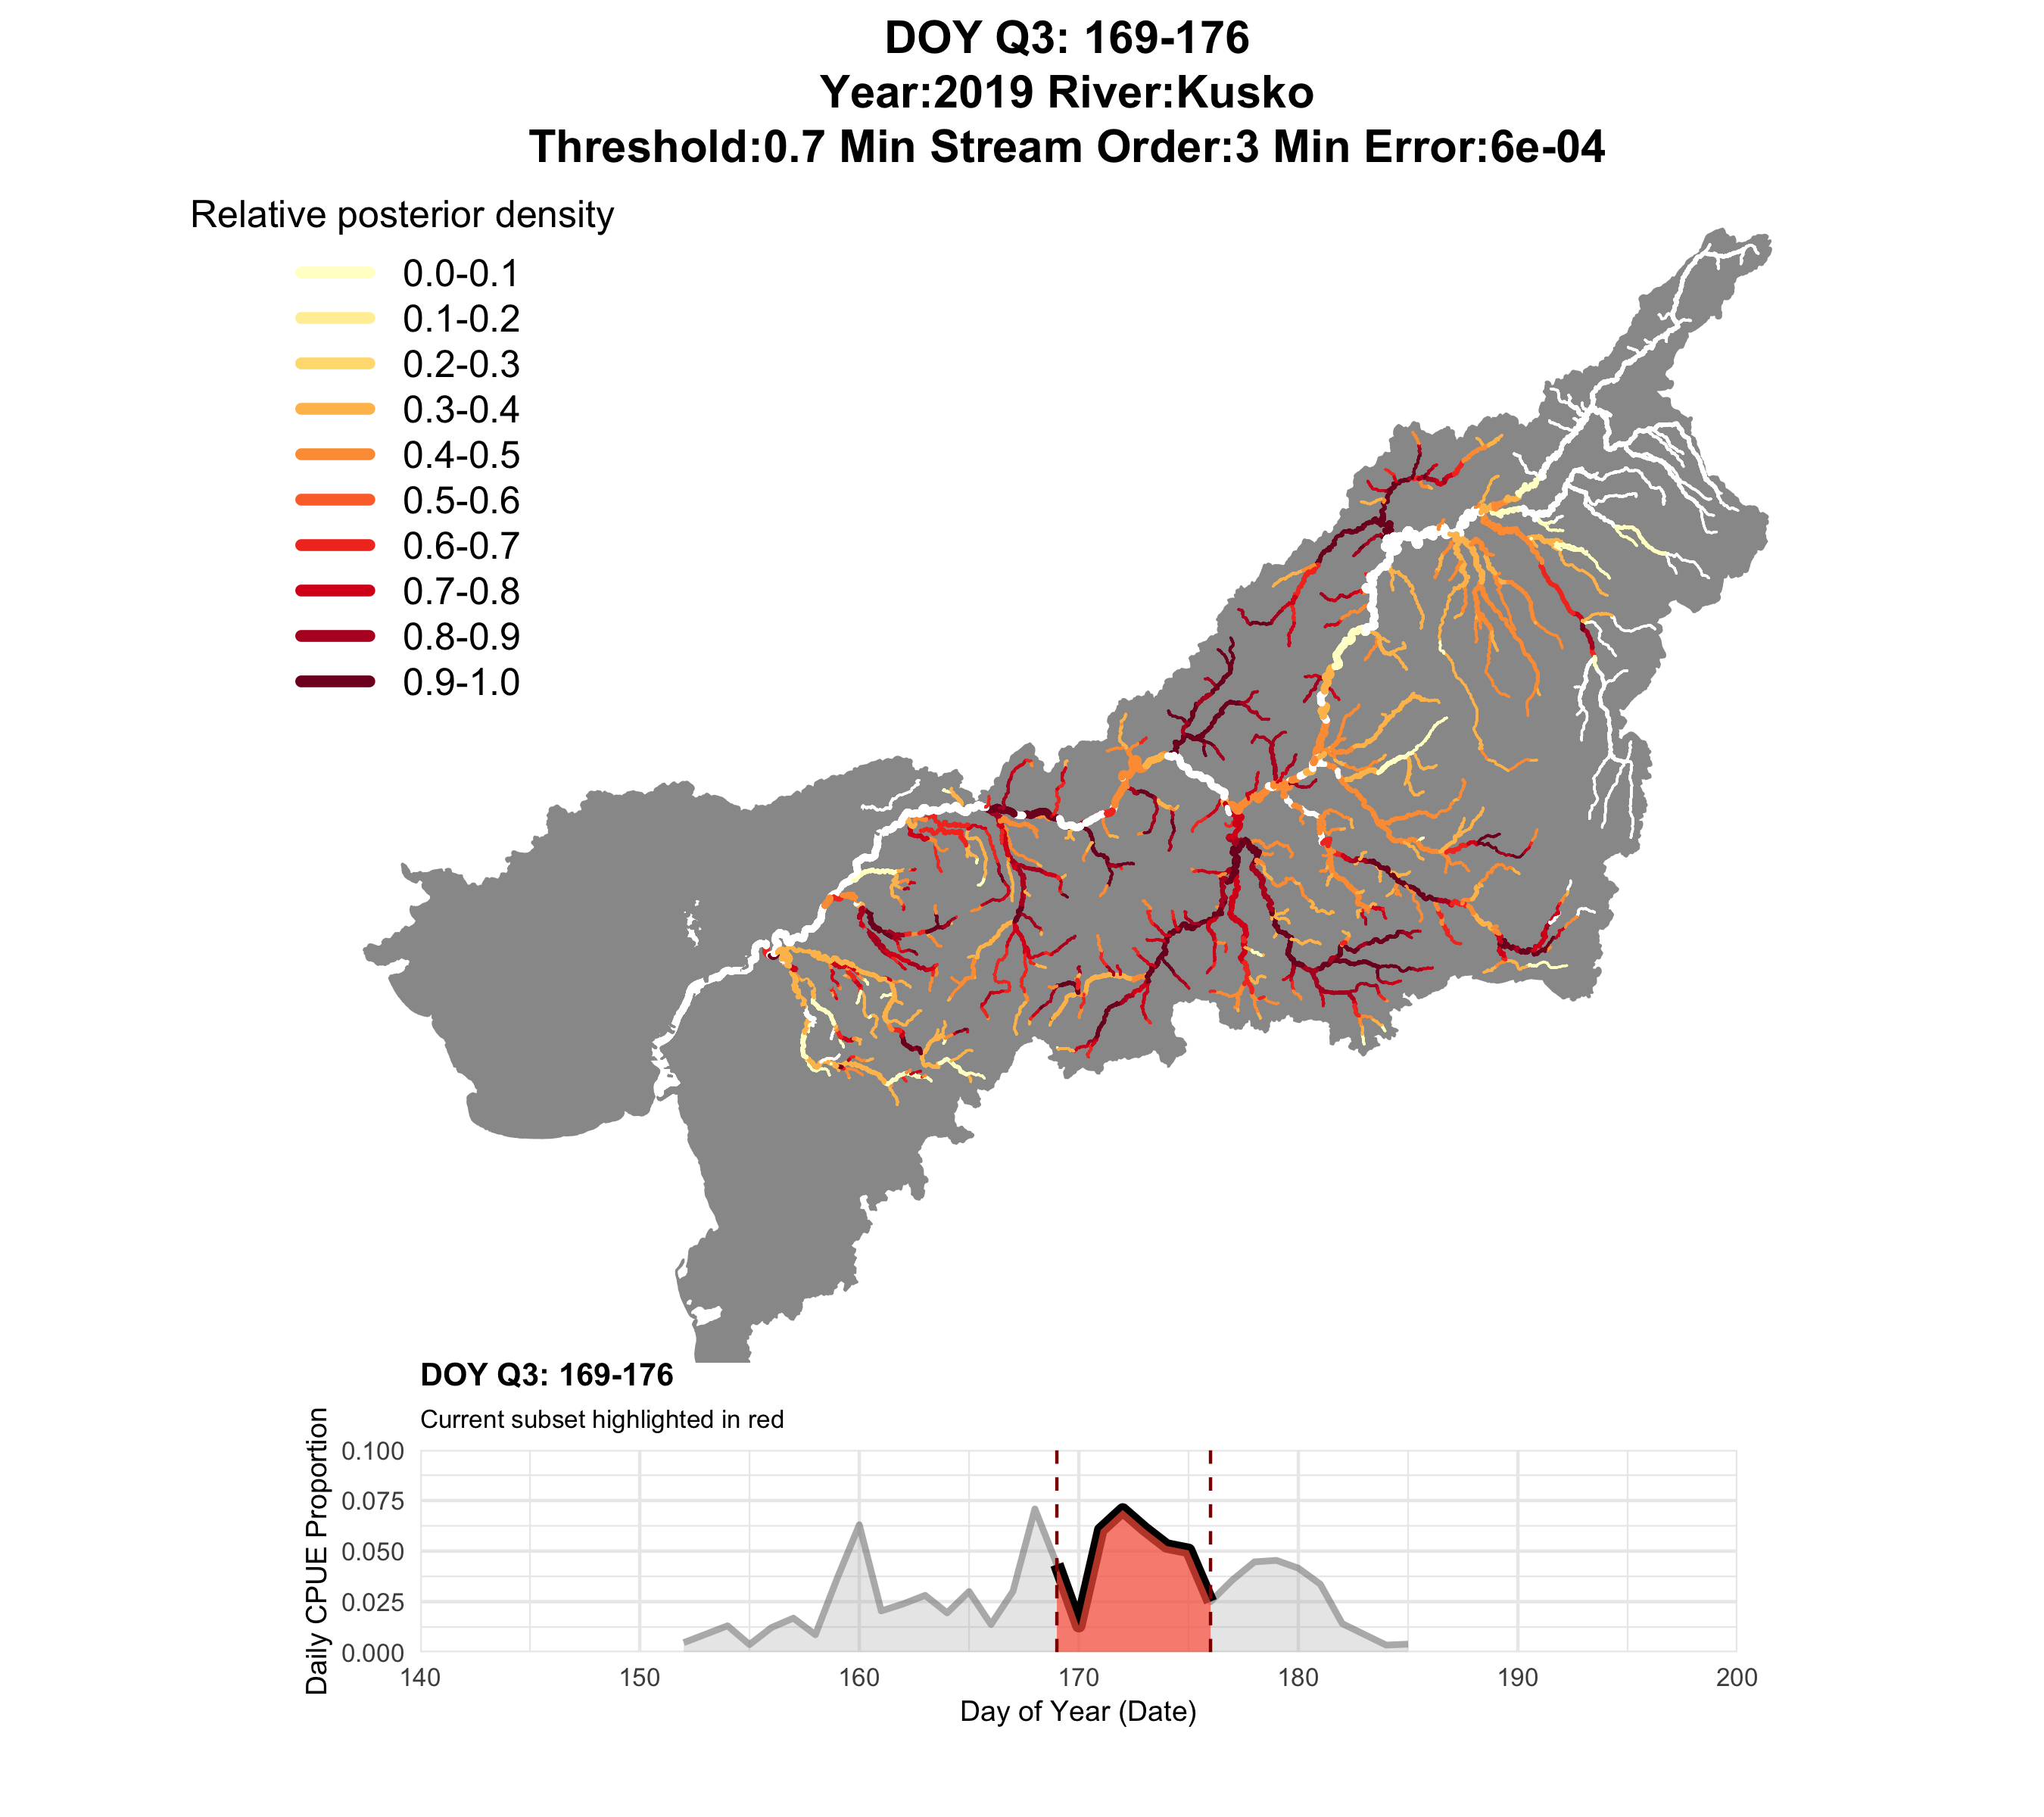 DOY Q3: 169-176
Year:2019 River:Kusko
Threshold:0.7 Min Stream Order:3 Min Error:6e-04
Relative posterior density
0.0-0.1
0.1-0.2
0.2-0.3
0.3-0.4
0.4-0.5
0.5-0.6
0.6-0.7
0.7-0.8
0.8-0.9
0.9-1.0
DOY Q3: 169-176
Current subset highlighted in red
Daily CPUE Proportion
0.100
0.075
0.050
0.025
0.000
140 150 160 170 180 190 200
Day of Year (Date)